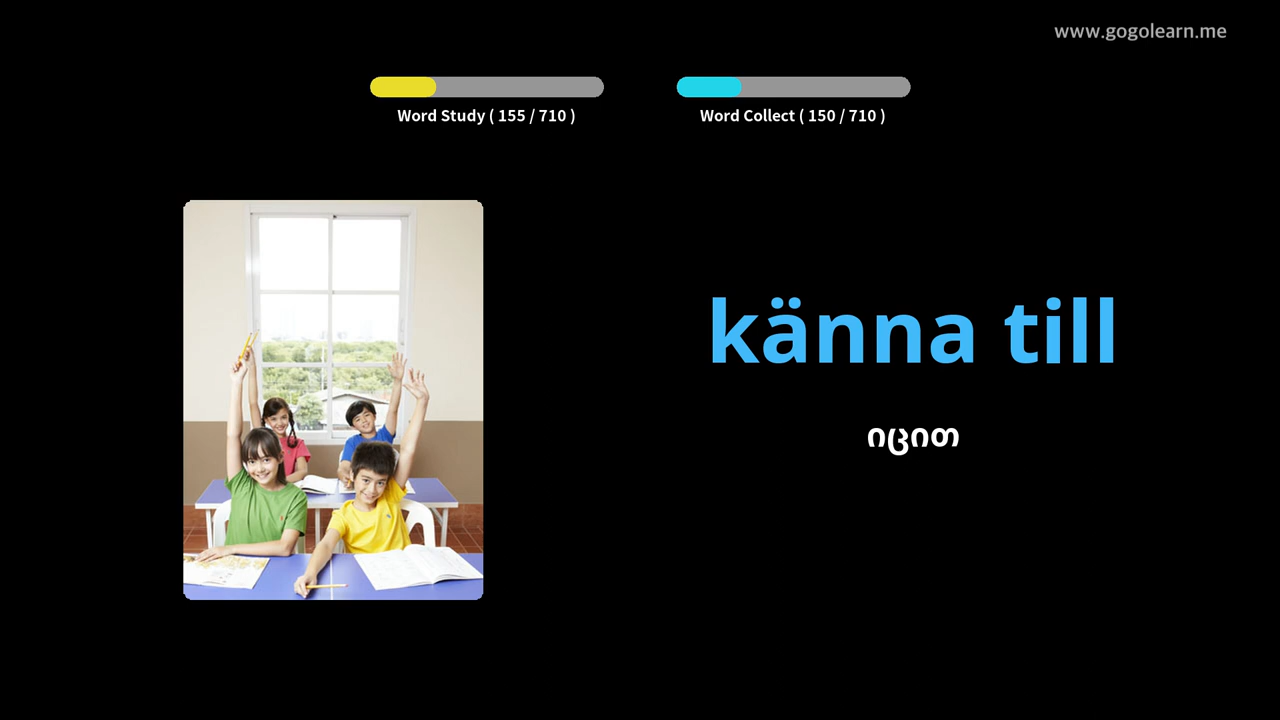 www.gogolearn.me
Word Study ( 155 / 710 )
Word Collect ( 150 / 710 )
känna till
იცით